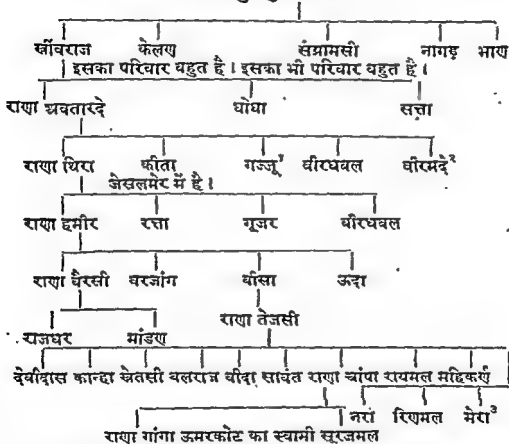 खींवराज केलण संग्रामसी नागड़ भाण
इसका परिवार बहुत है। इसका भी परिवार बहुत है।
राणा अवतारदे घोघा सत्ता
राणा थिरा कीता गज्जू¹ वीरधवल वीरमदे²
जेसलमेर में है।
राणा हमीर रत्ता गूजर वीरधवल
राणा वैरसी वरजांग वीसा ऊदा
राजधर मांडण राणा तेजसी
देवीदास कान्हा खेतसी वलराज वीदा सावंत राणा चांपा रायमल महिकर्ण
नरा रिणमल मेरा³
राणा गांगा ऊमरकोट का स्वामी सूरजमल